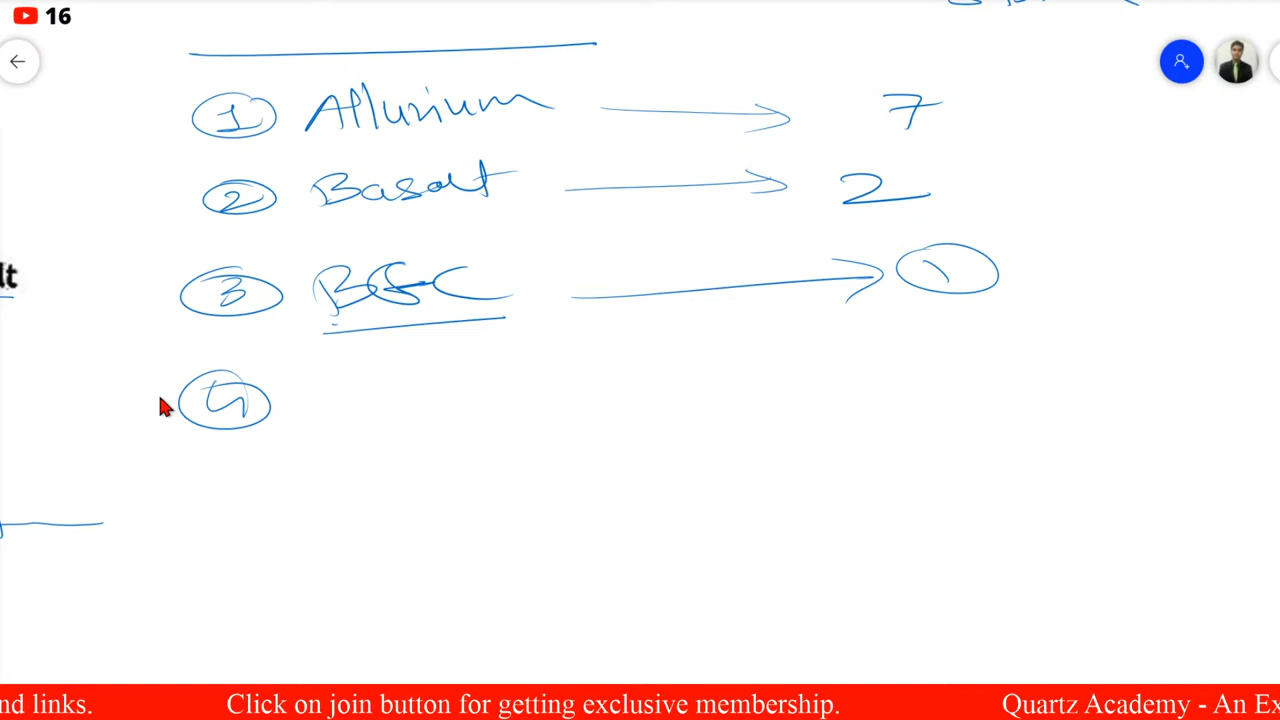 16
1 Alluvium → 7
2 Basalt → 2
lt
3 BGC → 1
4
nd links. Click on join button for getting exclusive membership. Quartz Academy - An Ex